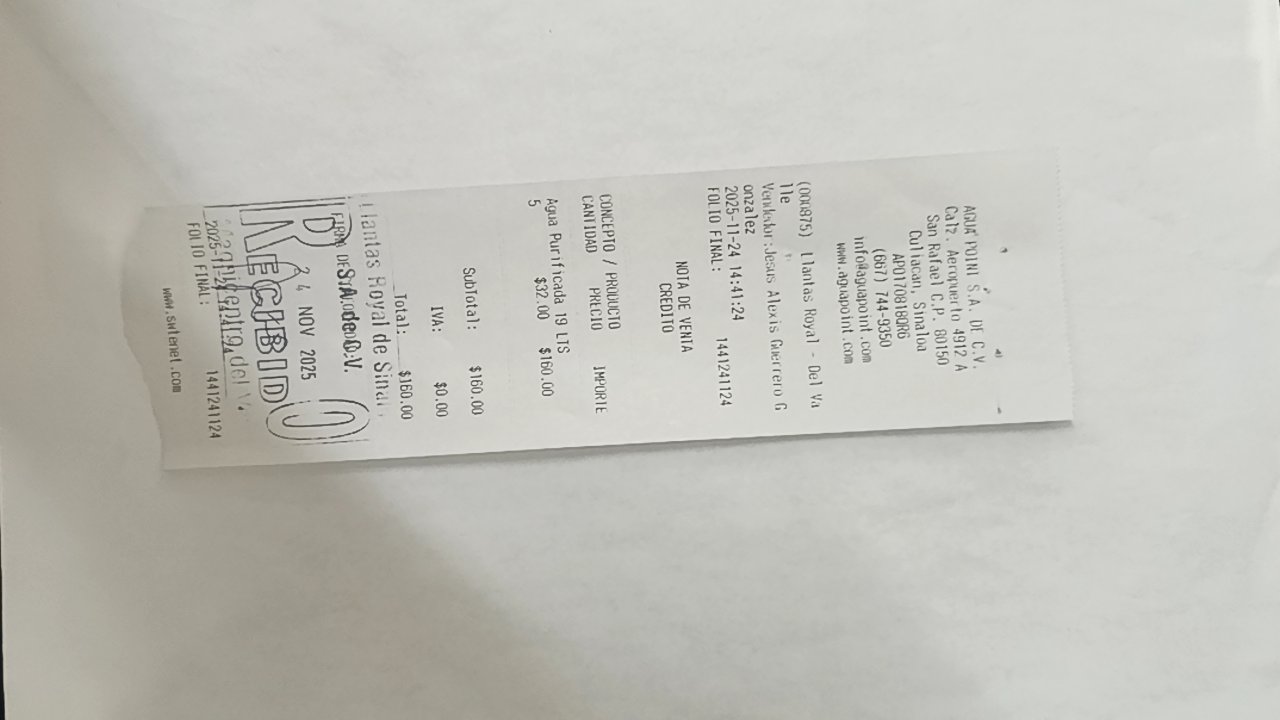 AGUA POINT S.A. DE C.V.
Calz. Aeropuerto 4912 A
San Rafael C.P. 80150
Culiacan, Sinaloa
APO170818QR6
(667) 744-9350
info@aguapoint.com
www.aguapoint.com
(000875) Llantas Royal - Del Va
lle
Vendedor:Jesus Alexis Guerrero G
onzalez
2025-11-24 14:41:24
FOLIO FINAL: 1441241124
NOTA DE VENTA
CREDITO
CONCEPTO / PRODUCTO
CANTIDAD PRECIO IMPORTE
Agua Purificada 19 LTS
5 $32.00 $160.00
SubTotal: $160.00
IVA: $0.00
Total: $160.00
Llantas Royal de Sinal
S.A. de C.V.
24 NOV 2025
RECIBIDO
FOLIO FINAL: 1441241124
www.swtenet.com